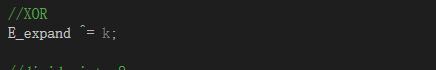 //XOR
E_expand ^= k;